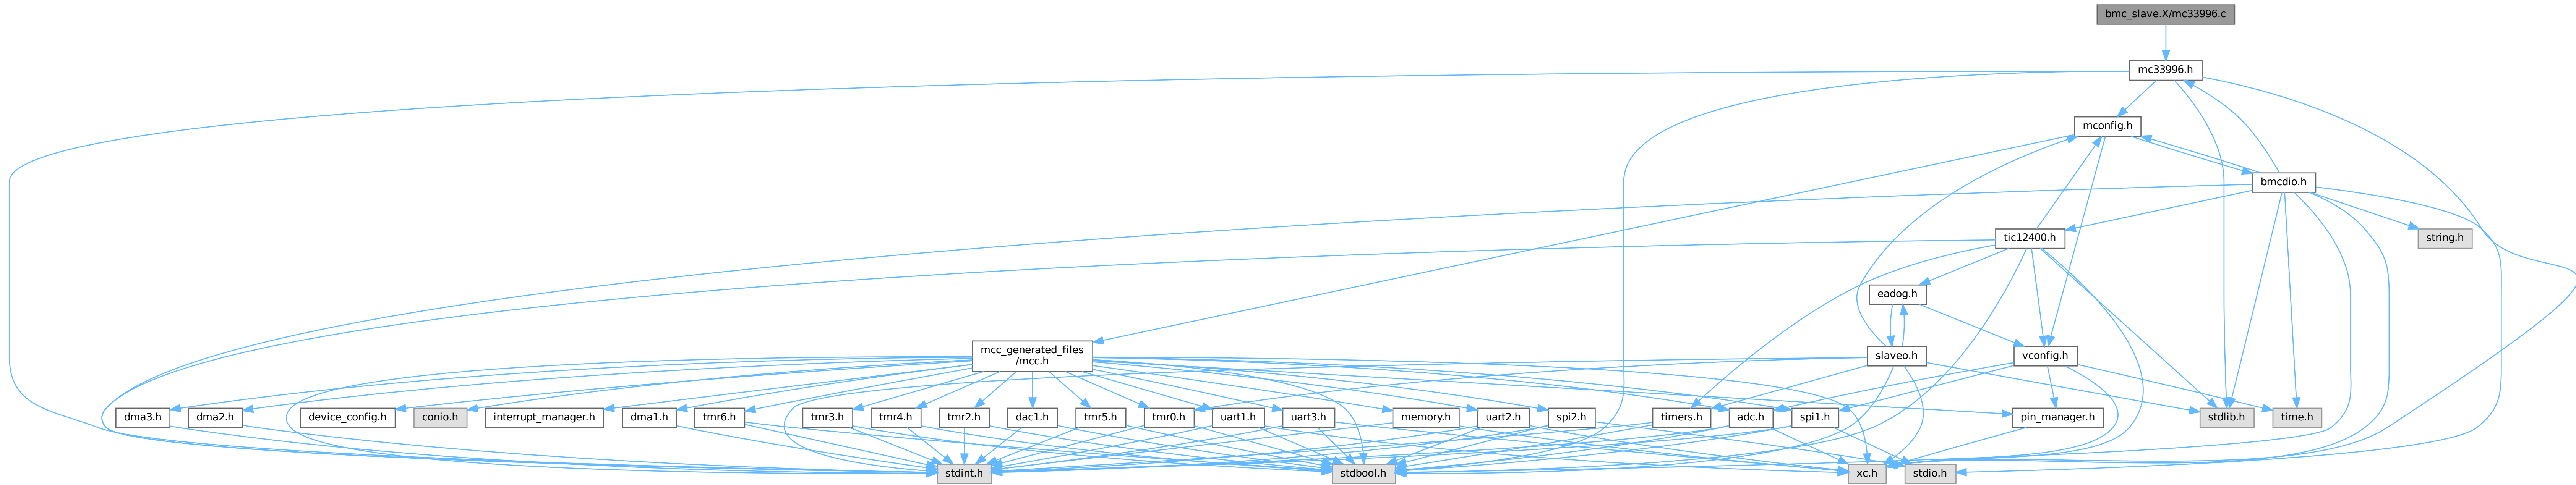 bmc_slave.X/mc33996.c
mc33996.h
mconfig.h
bmcdio.h
tic12400.h
string.h
eadog.h
mcc_generated_files
/mcc.h
slaveo.h
vconfig.h
dma3.h
dma2.h
device_config.h
conio.h
interrupt_manager.h
dma1.h
tmr6.h
tmr3.h
tmr4.h
tmr2.h
dac1.h
tmr5.h
tmr0.h
uart1.h
uart3.h
memory.h
uart2.h
spi2.h
timers.h
adc.h
spi1.h
pin_manager.h
stdlib.h
time.h
stdint.h
stdbool.h
xc.h
stdio.h